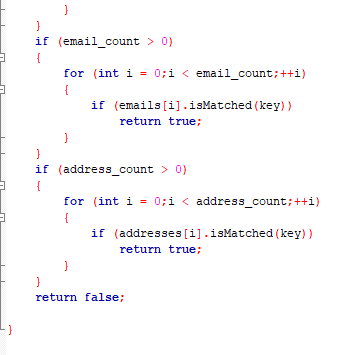 }
    }
    if (email_count > 0)
    {
        for (int i = 0;i < email_count;++i)
        {
            if (emails[i].isMatched(key))
                return true;
        }
    }
    if (address_count > 0)
    {
        for (int i = 0;i < address_count;++i)
        {
            if (addresses[i].isMatched(key))
                return true;
        }
    }
    return false;
}